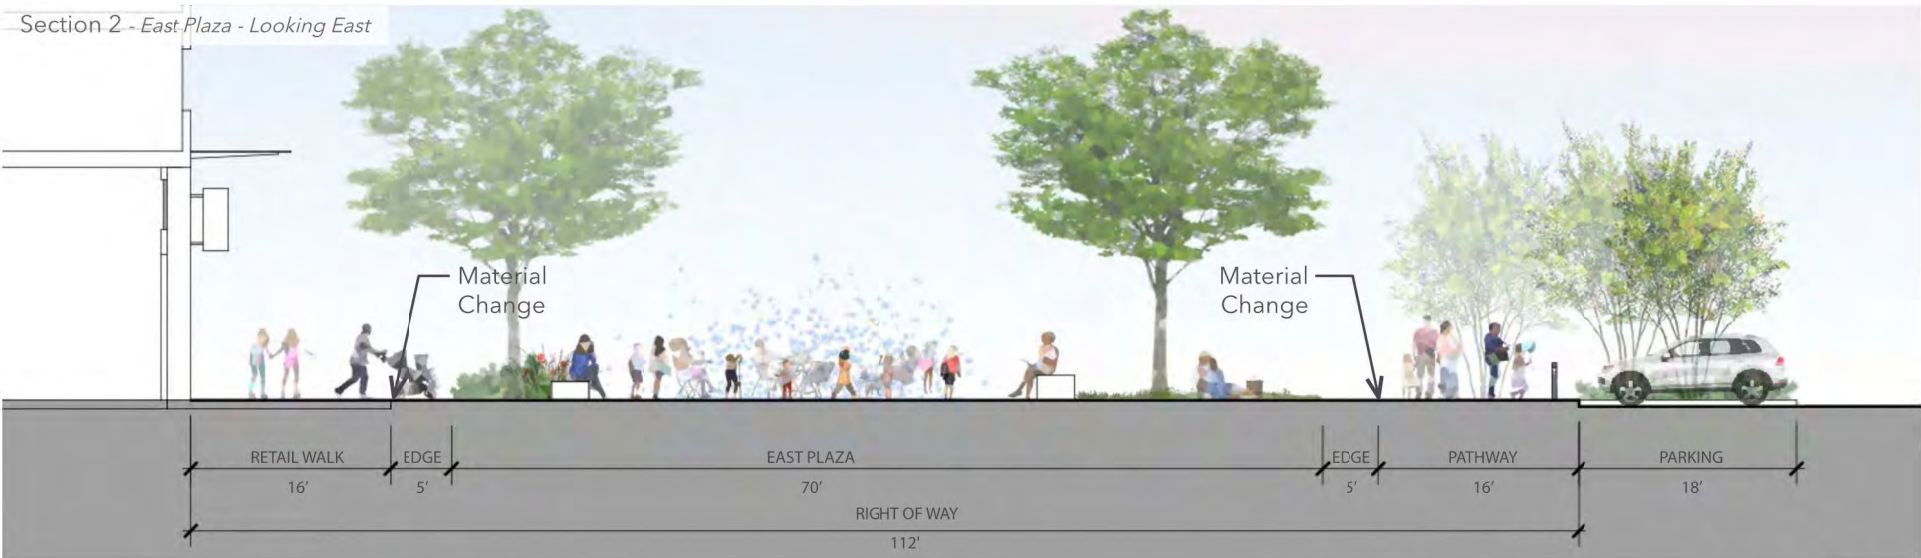 Section 2 - East Plaza - Looking East
Material
Change
Material
Change
RETAIL WALK
EDGE
EAST PLAZA
EDGE
PATHWAY
PARKING
16'
5'
70'
5'
16'
18'
RIGHT OF WAY
112'